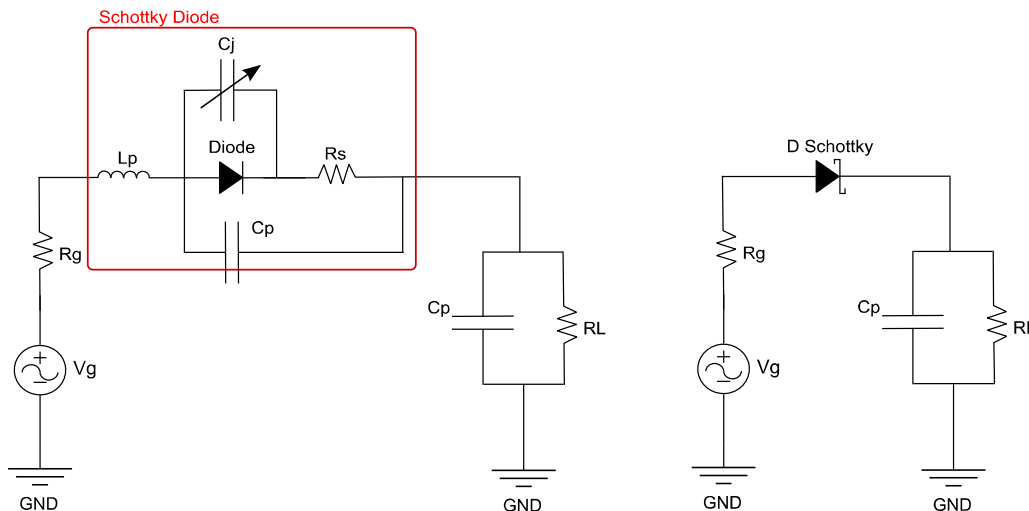 Schottky Diode
Cj
Lp
Diode
Rs
Cp
Rg
Vg
Cp
RL
GND
GND
D Schottky
Rg
Vg
Cp
GND
GND